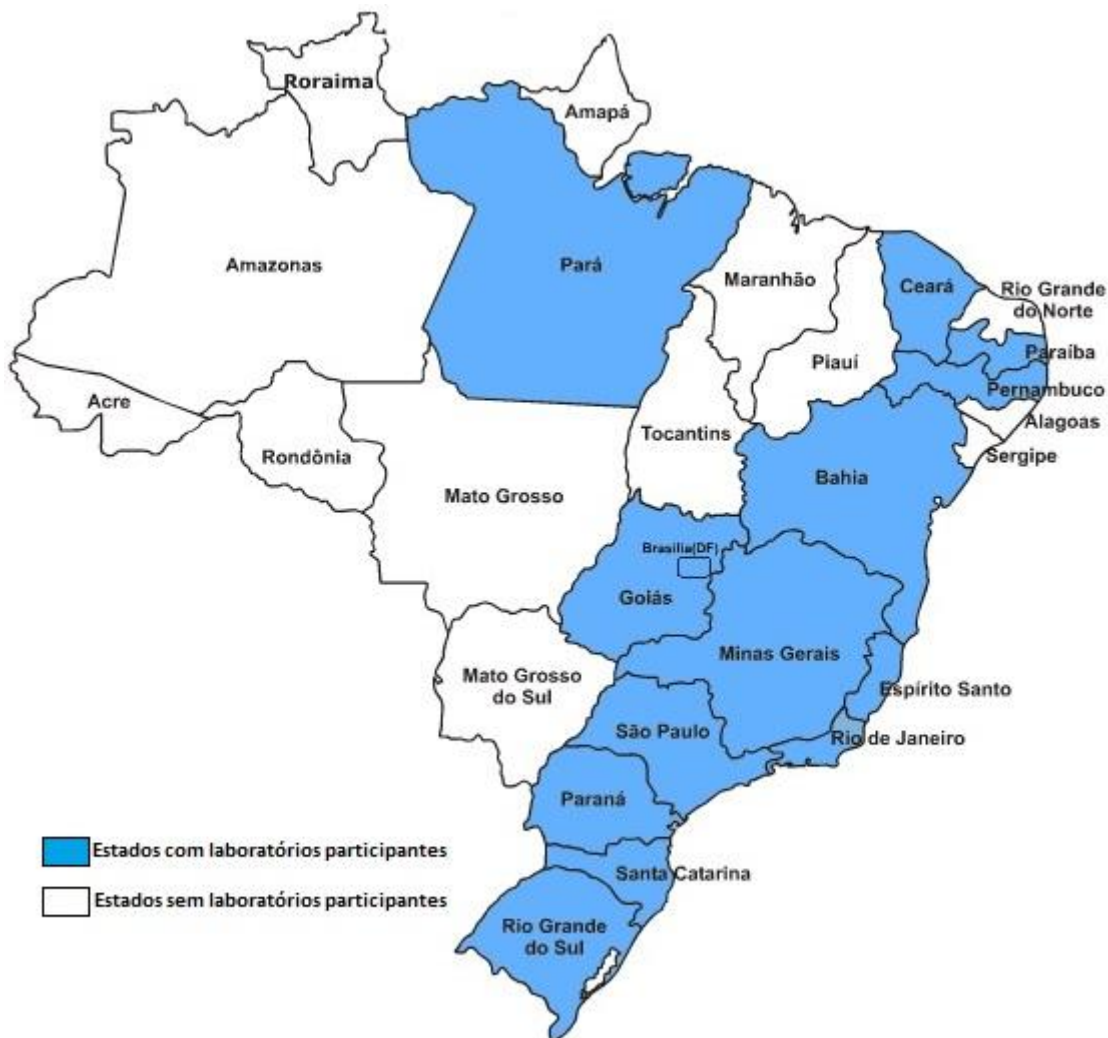 Roraima
Amapá
Amazonas
Pará
Maranhão
Ceará
Rio Grande
do Norte
Paraíba
Piauí
Pernambuco
Acre
Alagoas
Tocantins
Sergipe
Rondônia
Bahia
Mato Grosso
Brasília(DF)
Goiás
Minas Gerais
Mato Grosso
do Sul
Espírito Santo
São Paulo
Rio de Janeiro
Paraná
Estados com laboratórios participantes
Santa Catarina
Estados sem laboratórios participantes
Rio Grande
do Sul